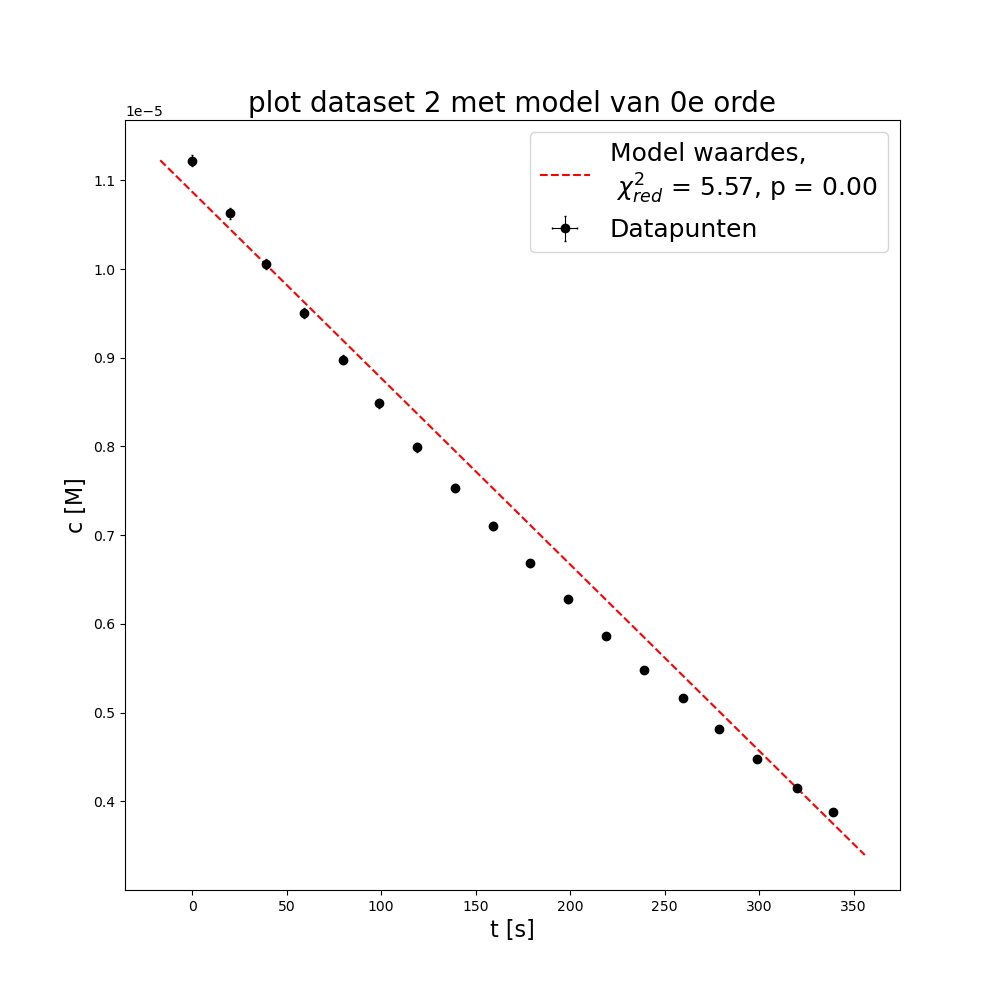 plot dataset 2 met model van 0e orde
1e−5
Model waardes,
χ²red = 5.57, p = 0.00
Datapunten
1.1
1.0
0.9
0.8
0.7
0.6
0.5
0.4
c [M]
0 50 100 150 200 250 300 350
t [s]